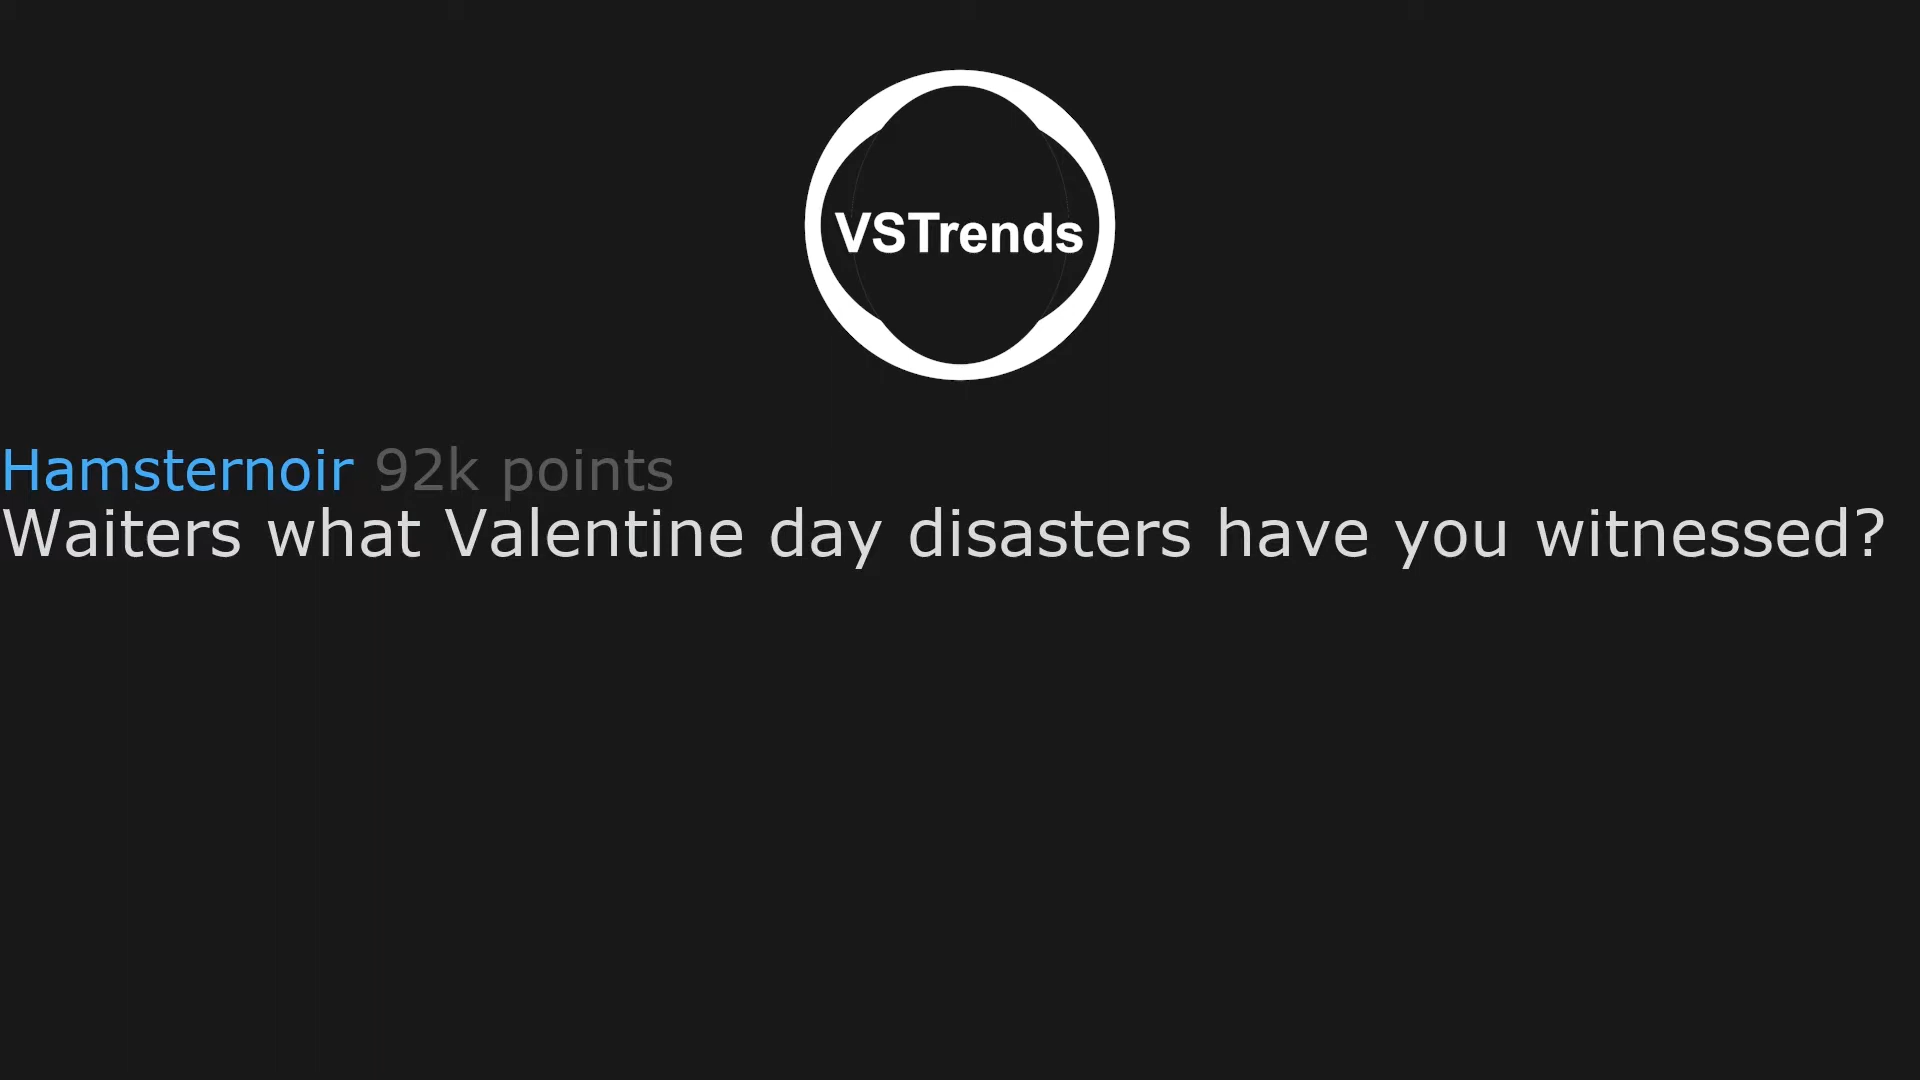 VSTrends
Hamsternoir 92k points
Waiters what Valentine day disasters have you witnessed?